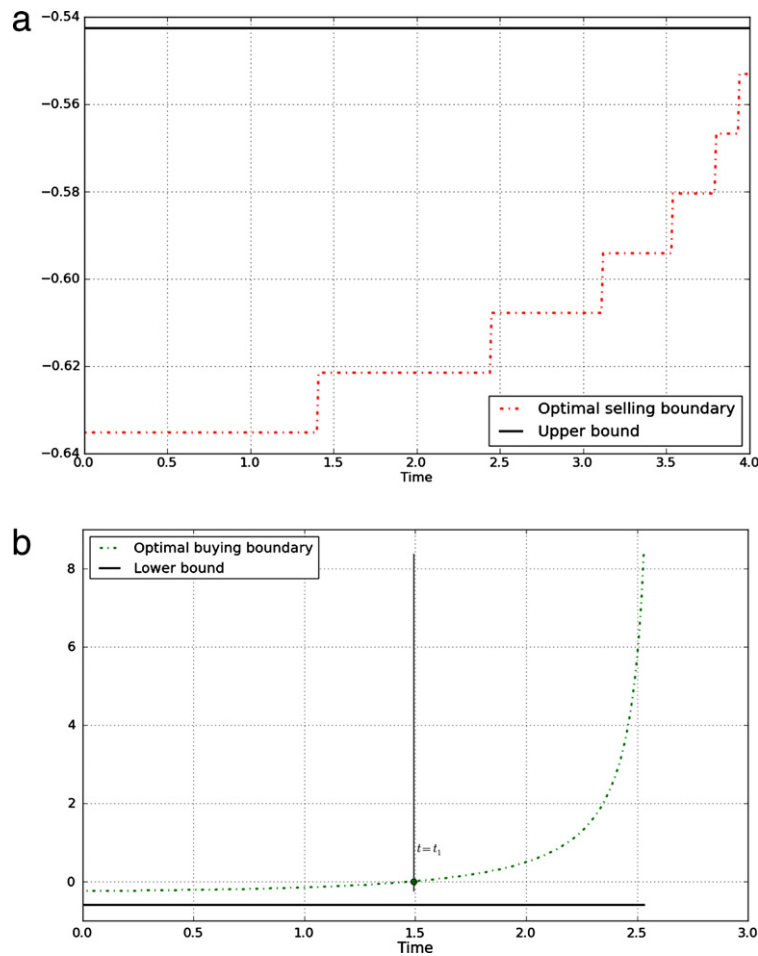 a
−0.54
−0.56
−0.58
−0.60
−0.62
−0.64
0.0 0.5 1.0 1.5 2.0 2.5 3.0 3.5 4.0
Time
Optimal selling boundary
Upper bound
b
Optimal buying boundary
Lower bound
8
6
4
2
0
t = t₁
0.0 0.5 1.0 1.5 2.0 2.5 3.0
Time